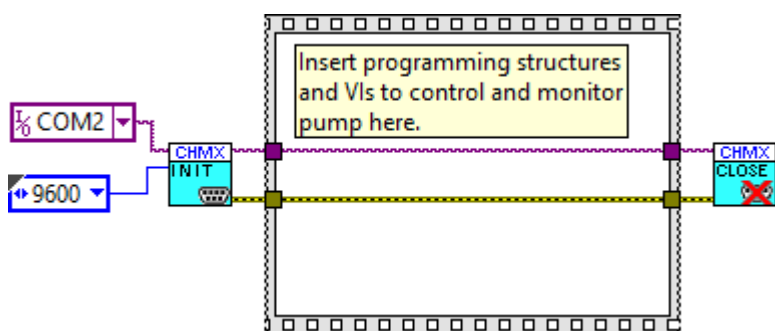 Insert programming structures
and VIs to control and monitor
pump here.
I/O COM2
CHMX
INIT
9600
CHMX
CLOSE